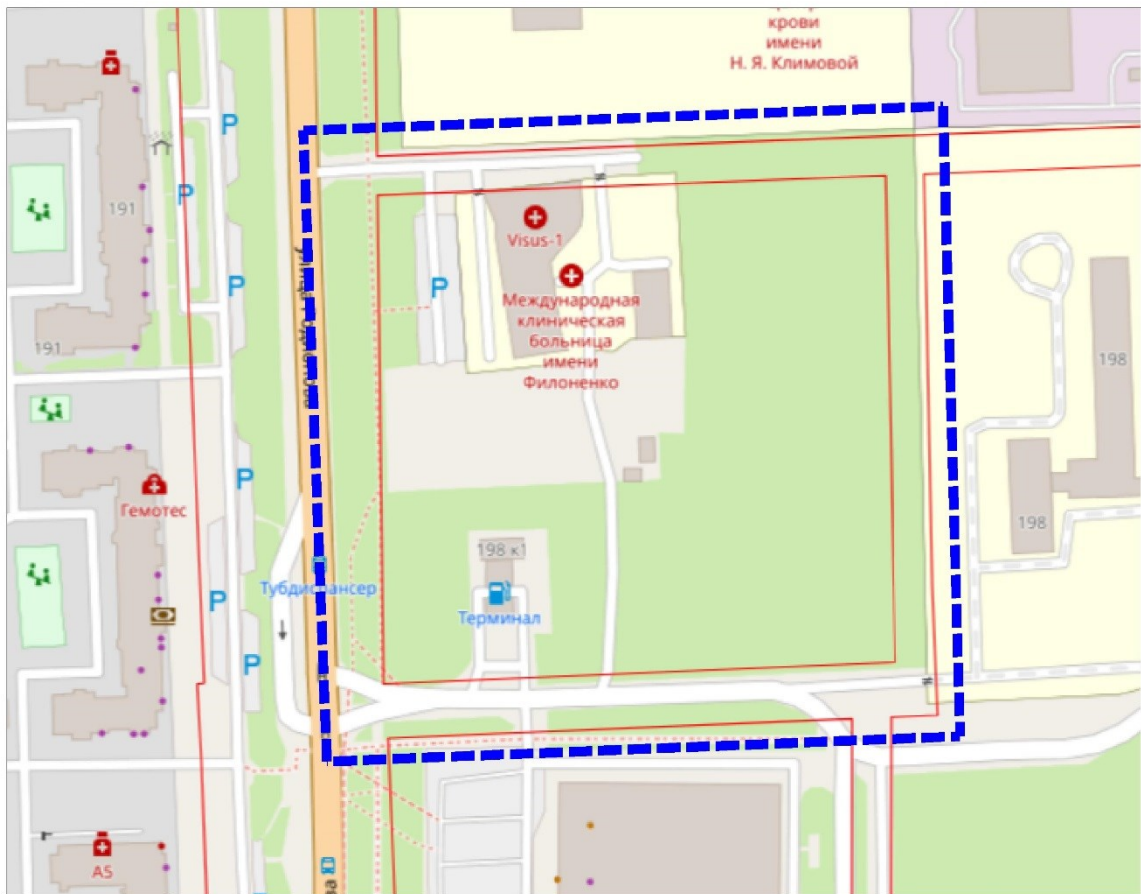 крови
имени
Н. Я. Климовой
P
P
191
Visus-1
P
P
Международная
клиническая
больница
имени
Филоненко
191
198
P
Гемотес
198
198 к1
Тубдиспансер
Терминал
P
P
A5